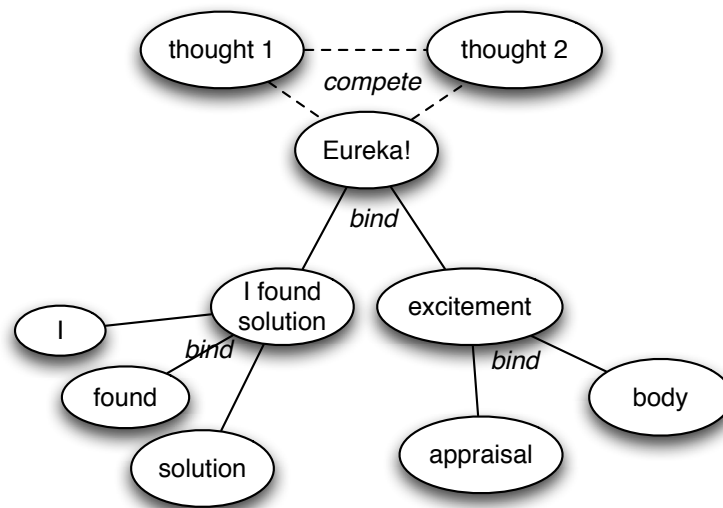 thought 1
thought 2
compete
Eureka!
bind
I found
solution
excitement
I
bind
bind
found
body
solution
appraisal